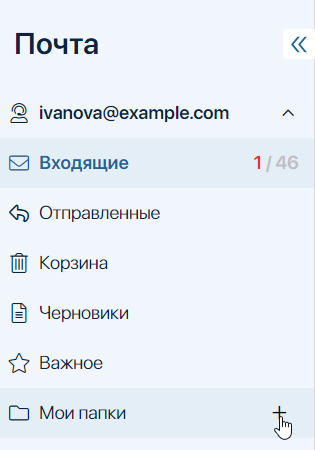 Почта
ivanova@example.com
Входящие 1 / 46
Отправленные
Корзина
Черновики
Важное
Мои папки